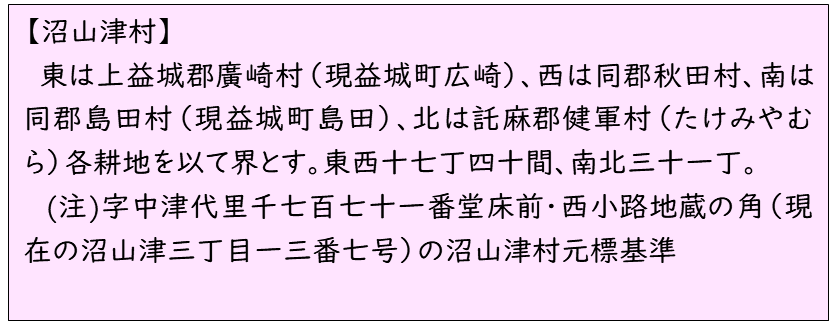 【沼山津村】
東は上益城郡廣崎村（現益城町広崎）、西は同郡秋田村、南は
同郡島田村（現益城町島田）、北は託麻郡健軍村（たけみやむ
ら）各耕地を以て界とす。東西十七丁四十間、南北三十一丁。
(注)字中津代里千七百七十一番堂床前・西小路地蔵の角（現
在の沼山津三丁目一三番七号）の沼山津村元標基準